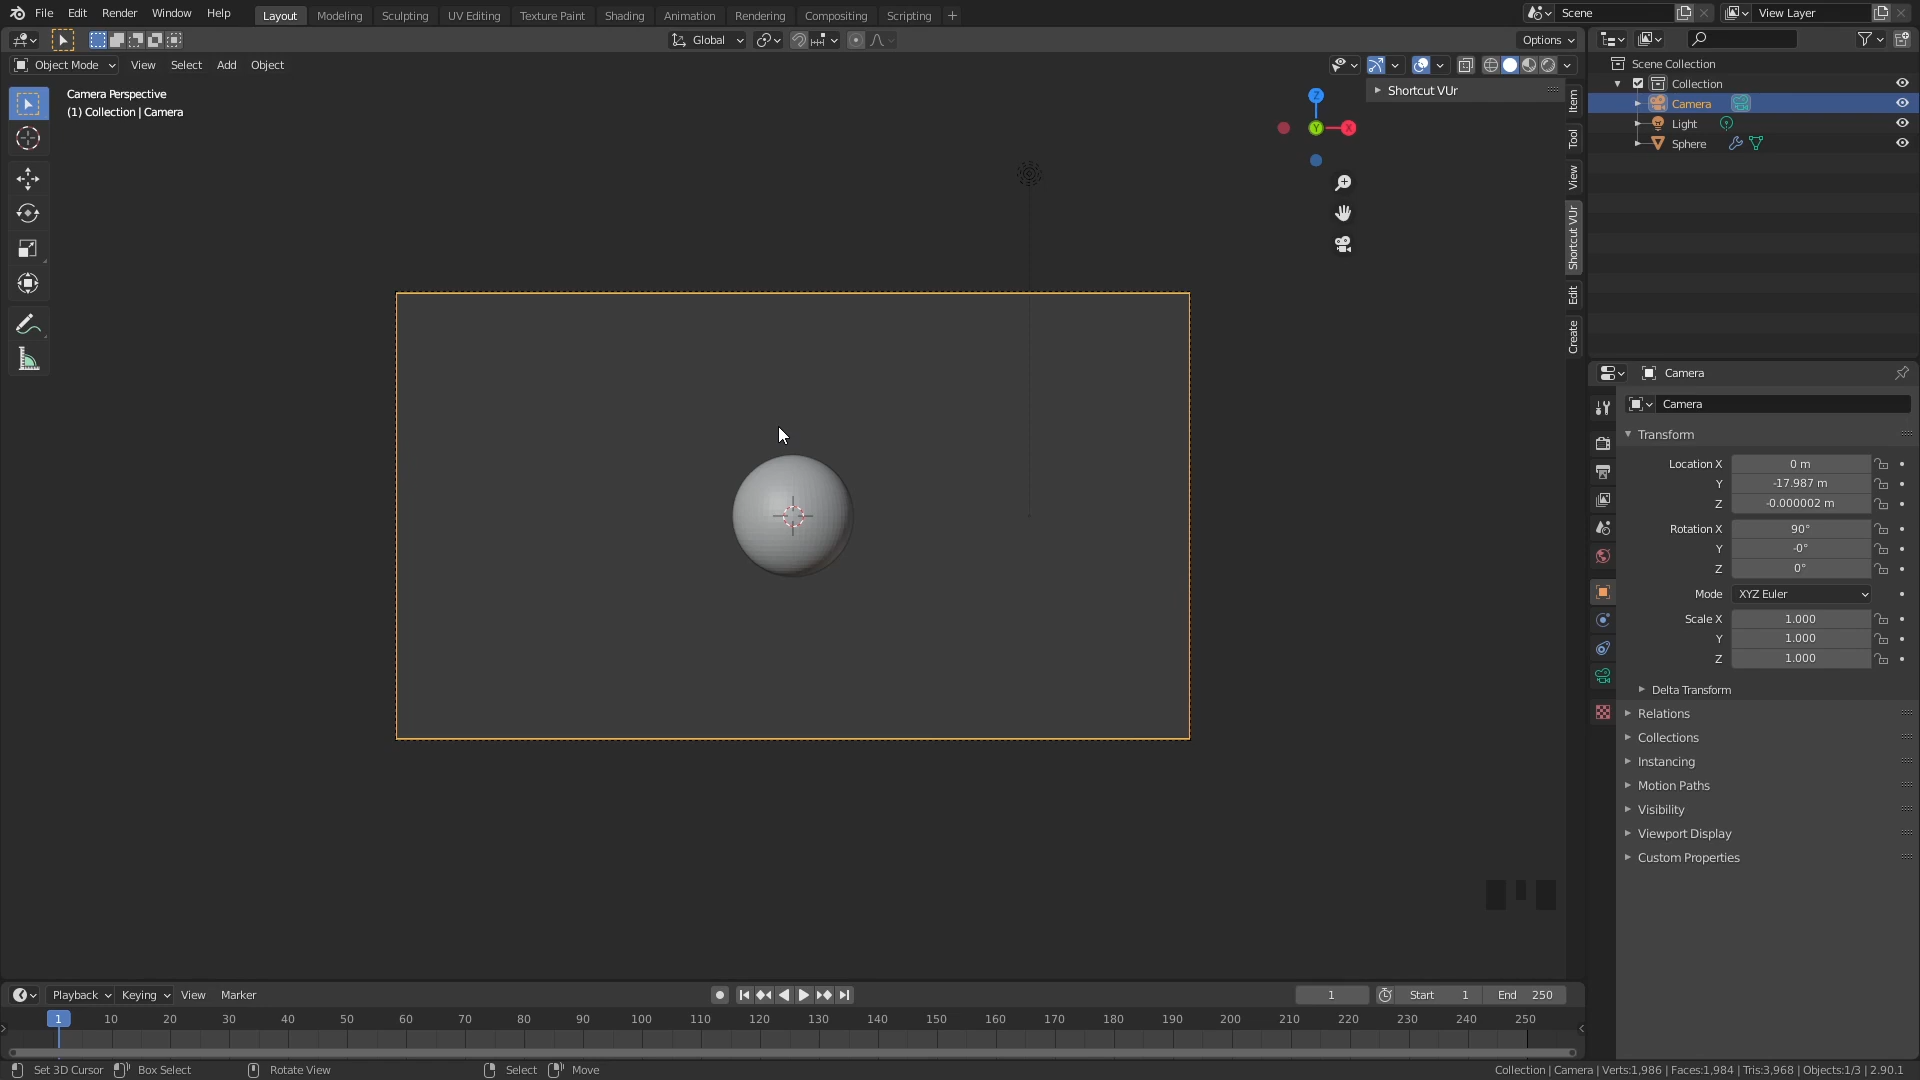 File Edit Render Window Help Layout Modeling Sculpting UV Editing Texture Paint Shading Animation Rendering Compositing Scripting + Scene View Layer
Global Options
Object Mode View Select Add Object
Camera Perspective
(1) Collection | Camera
Z
Y
X
Shortcut VUr
Item
Tool
View
Shortcut VUr
Edit
Create
Scene Collection
Collection
Camera
Light
Sphere
Camera
Camera
Transform
Location X 0 m
Y -17.987 m
Z -0.000002 m
Rotation X 90°
Y -0°
Z 0°
Mode XYZ Euler
Scale X 1.000
Y 1.000
Z 1.000
Delta Transform
Relations
Collections
Instancing
Motion Paths
Visibility
Viewport Display
Custom Properties
Playback Keying View Marker 1 Start 1 End 250
1 10 20 30 40 50 60 70 80 90 100 110 120 130 140 150 160 170 180 190 200 210 220 230 240 250
Set 3D Cursor Box Select Rotate View Select Move Collection | Camera | Verts:1,986 | Faces:1,984 | Tris:3,968 | Objects:1/3 | 2.90.1